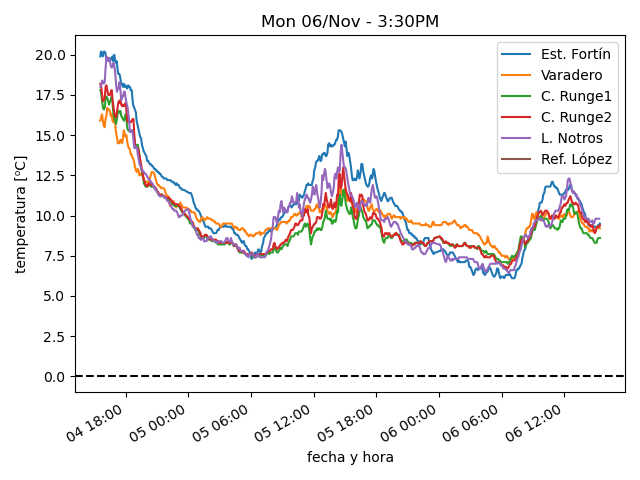 Mon 06/Nov - 3:30PM
Est. Fortín
Varadero
C. Runge1
C. Runge2
L. Notros
Ref. López
temperatura [ºC]
20.0
17.5
15.0
12.5
10.0
7.5
5.0
2.5
0.0
04 18:00
05 00:00
05 06:00
05 12:00
05 18:00
06 00:00
06 06:00
06 12:00
fecha y hora